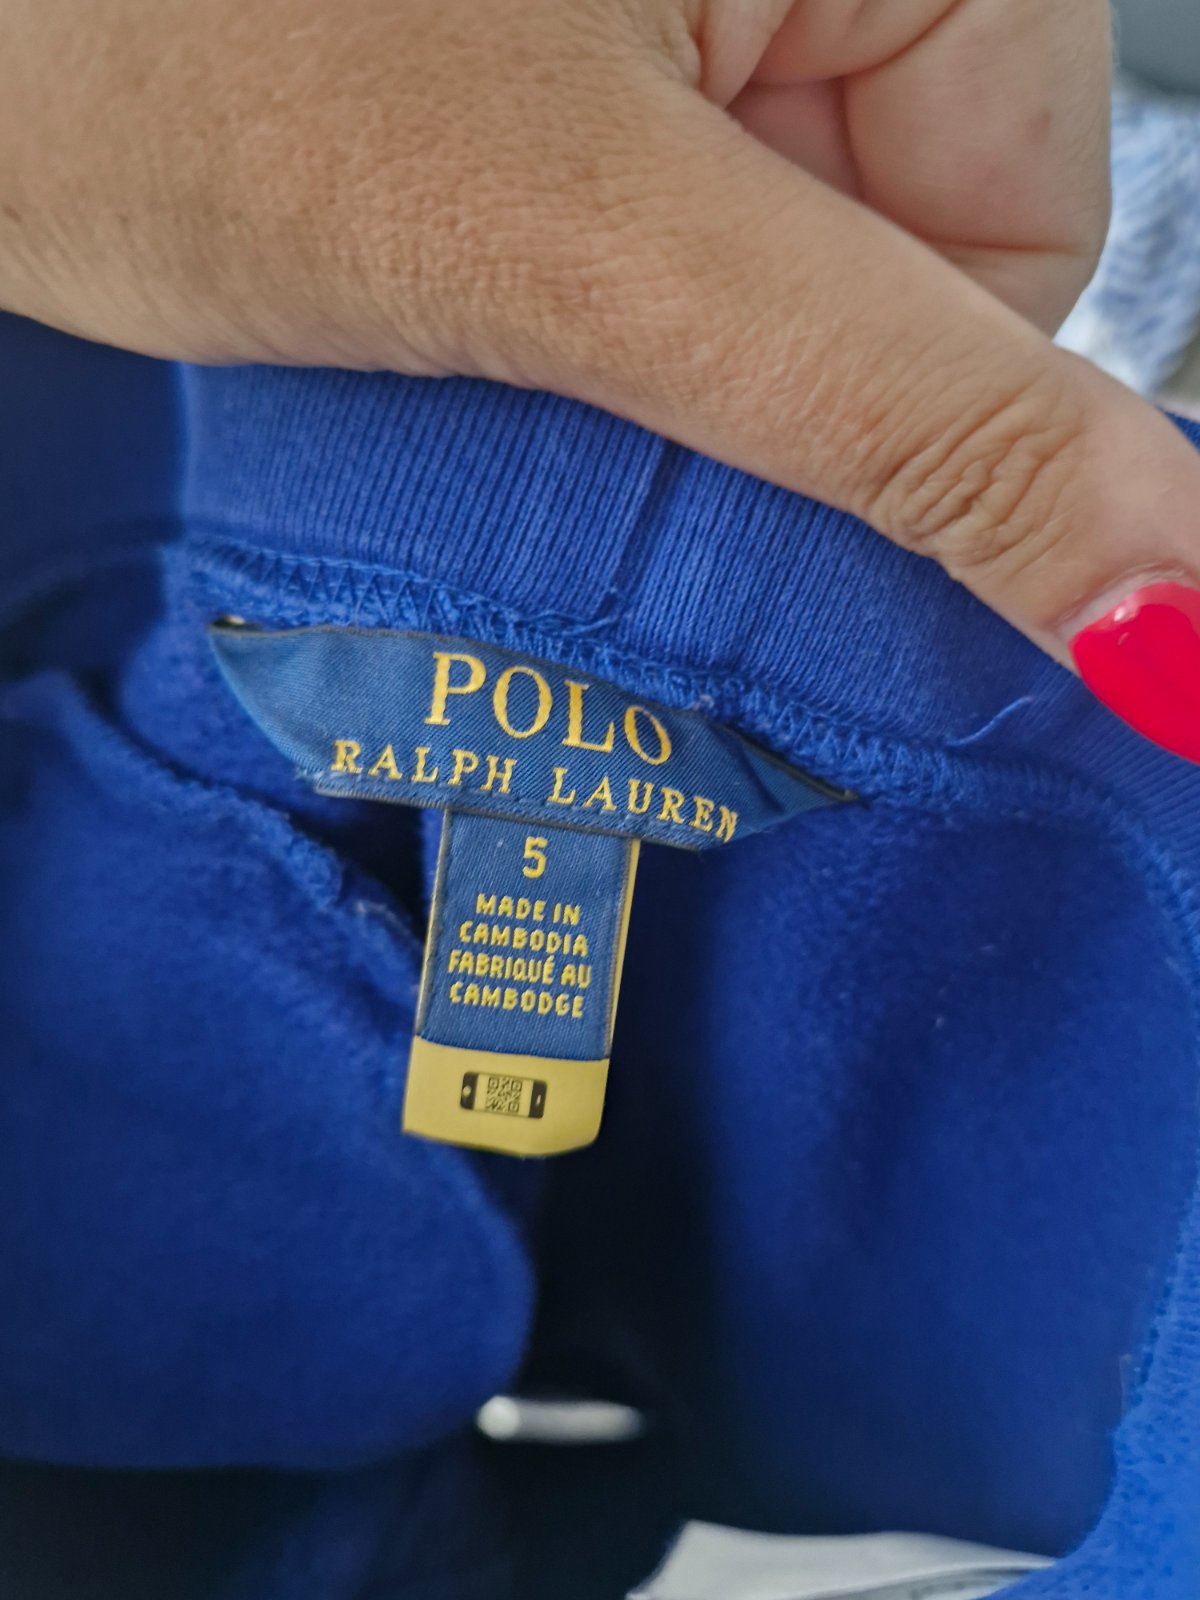 POLO
RALPH LAUREN
5
MADE IN
CAMBODIA
FABRIQUÉ AU
CAMBODGE